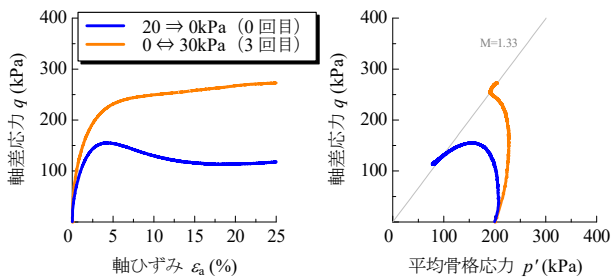 20 ⇒ 0kPa（0 回目）
0 ⇔ 30kPa（3 回目）
軸差応力 q (kPa)
400
300
200
100
0
0 5 10 15 20 25
軸ひずみ εa (%)
M=1.33
軸差応力 q (kPa)
400
300
200
100
0
0 100 200 300 400
平均骨格応力 p' (kPa)